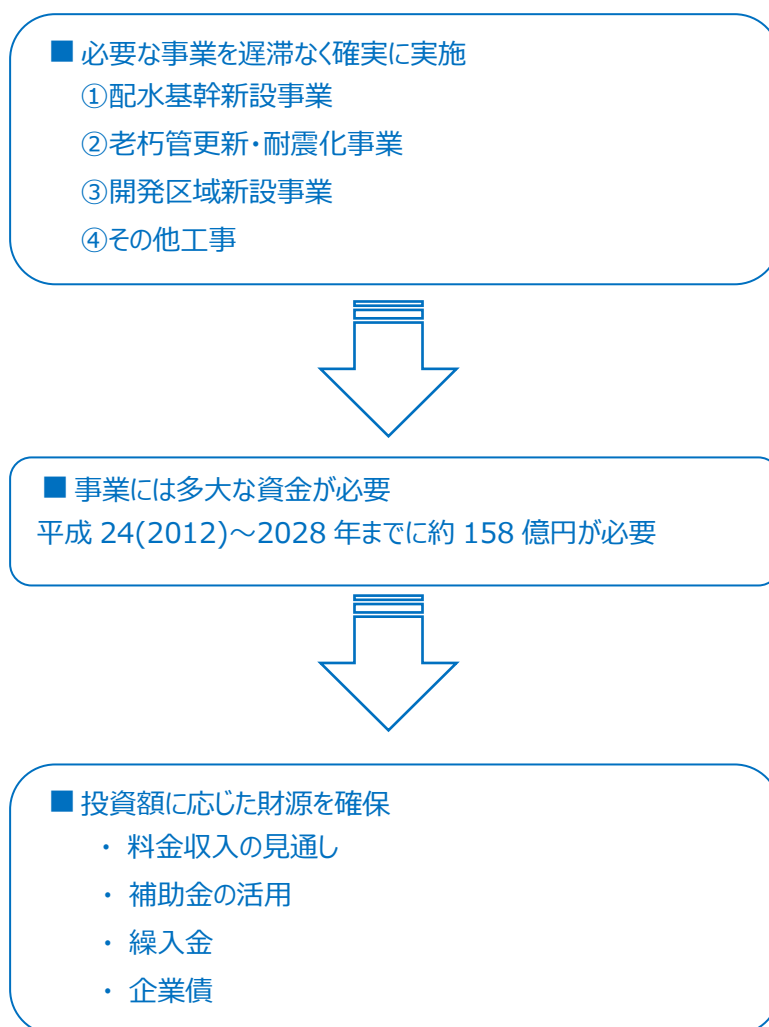 ■ 必要な事業を遅滞なく確実に実施
①配水基幹新設事業
②老朽管更新・耐震化事業
③開発区域新設事業
④その他工事
■ 事業には多大な資金が必要
平成 24(2012)～2028 年までに約 158 億円が必要
■ 投資額に応じた財源を確保
・ 料金収入の見通し
・ 補助金の活用
・ 繰入金
・ 企業債